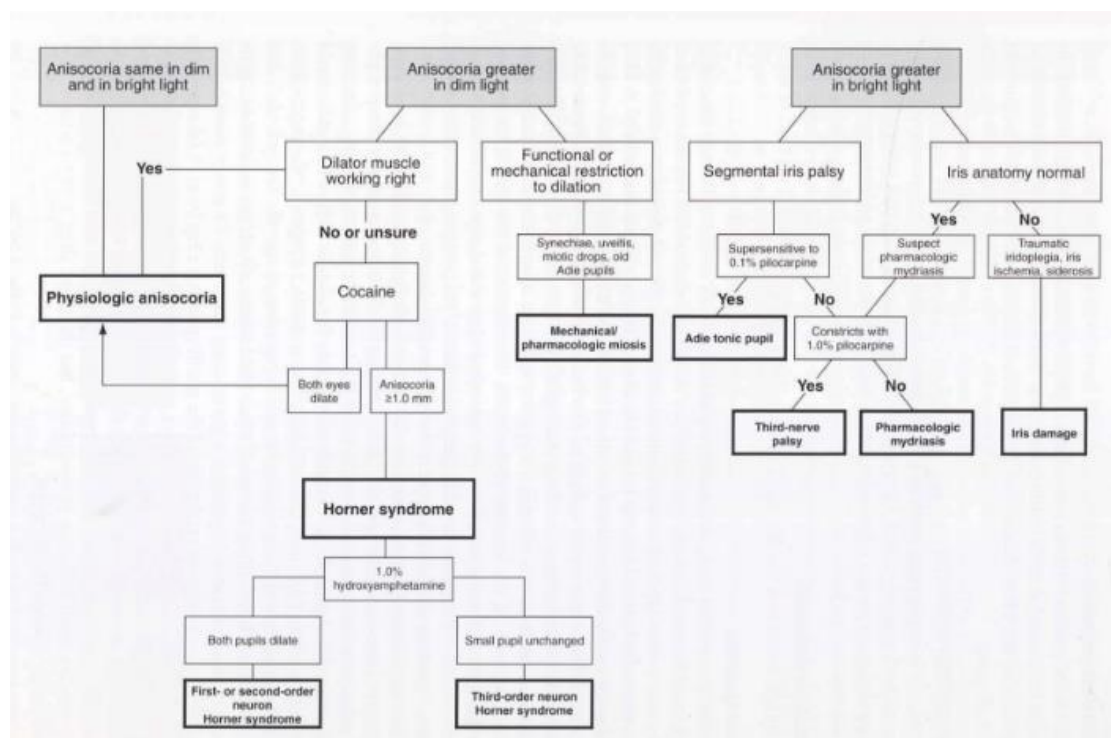 Anisocoria same in dim
and in bright light
Anisocoria greater
in dim light
Anisocoria greater
in bright light
Yes
Dilator muscle
working right
Functional or
mechanical restriction
to dilation
Segmental iris palsy
Iris anatomy normal
No or unsure
Yes
No
Synechiae, uveitis,
miotic drops, old
Adie pupils
Supersensitive to
0.1% pilocarpine
Suspect
pharmacologic
mydriasis
Traumatic
iridoplegia, iris
ischemia, siderosis
Physiologic anisocoria
Cocaine
Yes
No
Mechanical/
pharmacologic miosis
Adie tonic pupil
Constricts with
1.0% pilocarpine
Both eyes
dilate
Anisocoria
≥1.0 mm
Yes
No
Third-nerve
palsy
Pharmacologic
mydriasis
Iris damage
Horner syndrome
1.0%
hydroxyamphetamine
Both pupils dilate
Small pupil unchanged
First- or second-order
neuron
Horner syndrome
Third-order neuron
Horner syndrome